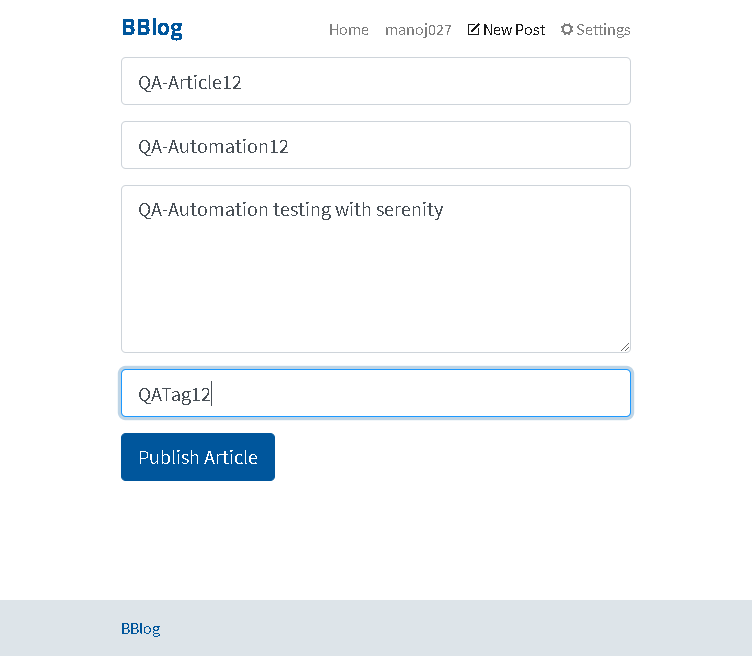 BBlog
Home manoj027 New Post Settings
QA-Article12
QA-Automation12
QA-Automation testing with serenity
QATag12
Publish Article
BBlog